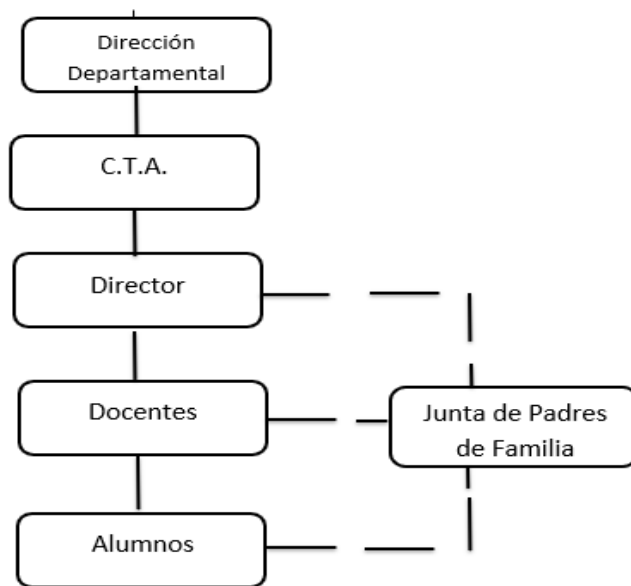 Dirección
Departamental
C.T.A.
Director
Docentes
Junta de Padres
de Familia
Alumnos